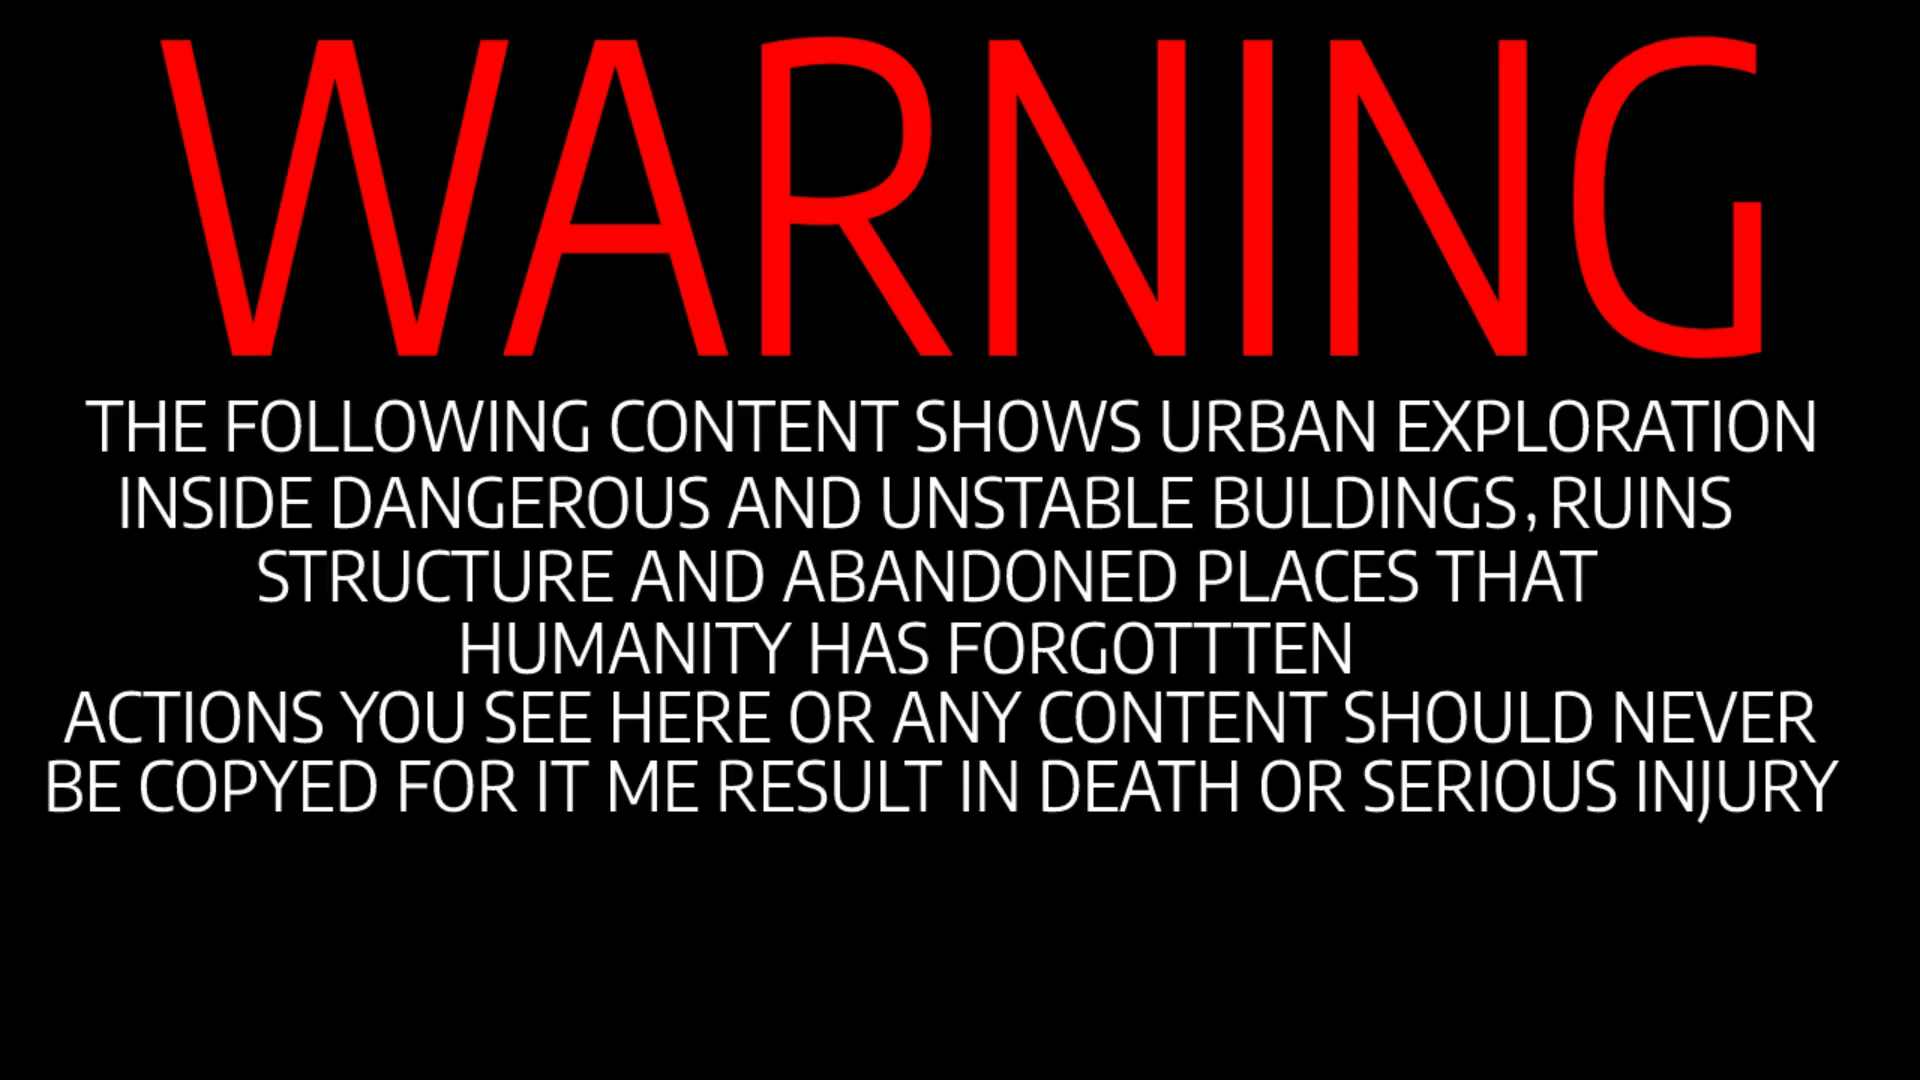 WARNING
THE FOLLOWING CONTENT SHOWS URBAN EXPLORATION
INSIDE DANGEROUS AND UNSTABLE BULDINGS, RUINS
STRUCTURE AND ABANDONED PLACES THAT
HUMANITY HAS FORGOTTTEN
ACTIONS YOU SEE HERE OR ANY CONTENT SHOULD NEVER
BE COPYED FOR IT ME RESULT IN DEATH OR SERIOUS INJURY